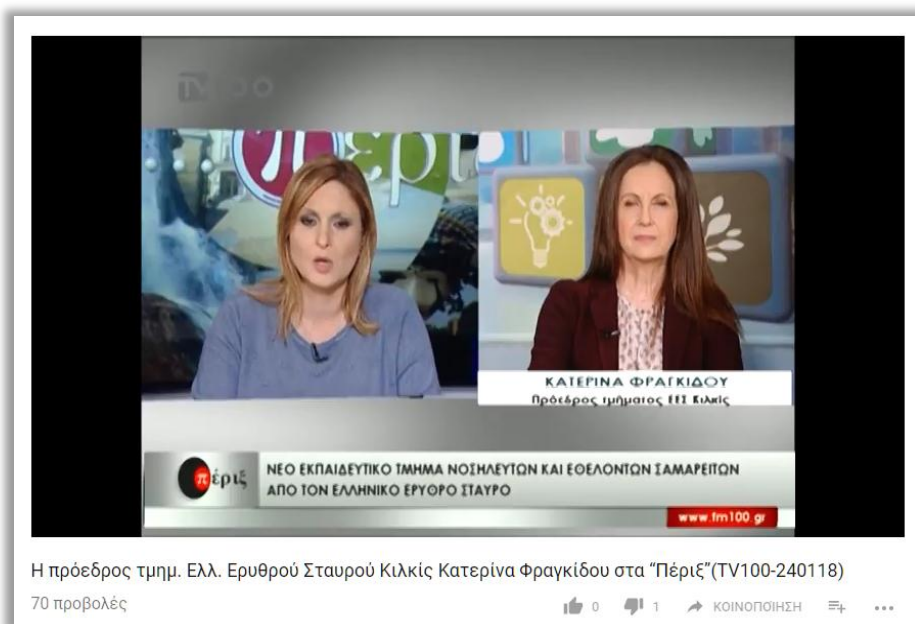 TV100
περι
ΚΑΤΕΡΙΝΑ ΦΡΑΓΚΙΔΟΥ
Πρόεδρος τμήματος ΕΕΣ Κιλκίς
πέριξ
ΝΕΟ ΕΚΠΑΙΔΕΥΤΙΚΟ ΤΜΗΜΑ ΝΟΣΗΛΕΥΤΩΝ ΚΑΙ ΕΘΕΛΟΝΤΩΝ ΣΑΜΑΡΕΙΤΩΝ
ΑΠΟ ΤΟΝ ΕΛΛΗΝΙΚΟ ΕΡΥΘΡΟ ΣΤΑΥΡΟ
www.fm100.gr
Η πρόεδρος τμημ. Ελλ. Ερυθρού Σταυρού Κιλκίς Κατερίνα Φραγκίδου στα “Πέριξ”(TV100-240118)
70 προβολές
0 1 ΚΟΙΝΟΠΟΊΗΣΗ